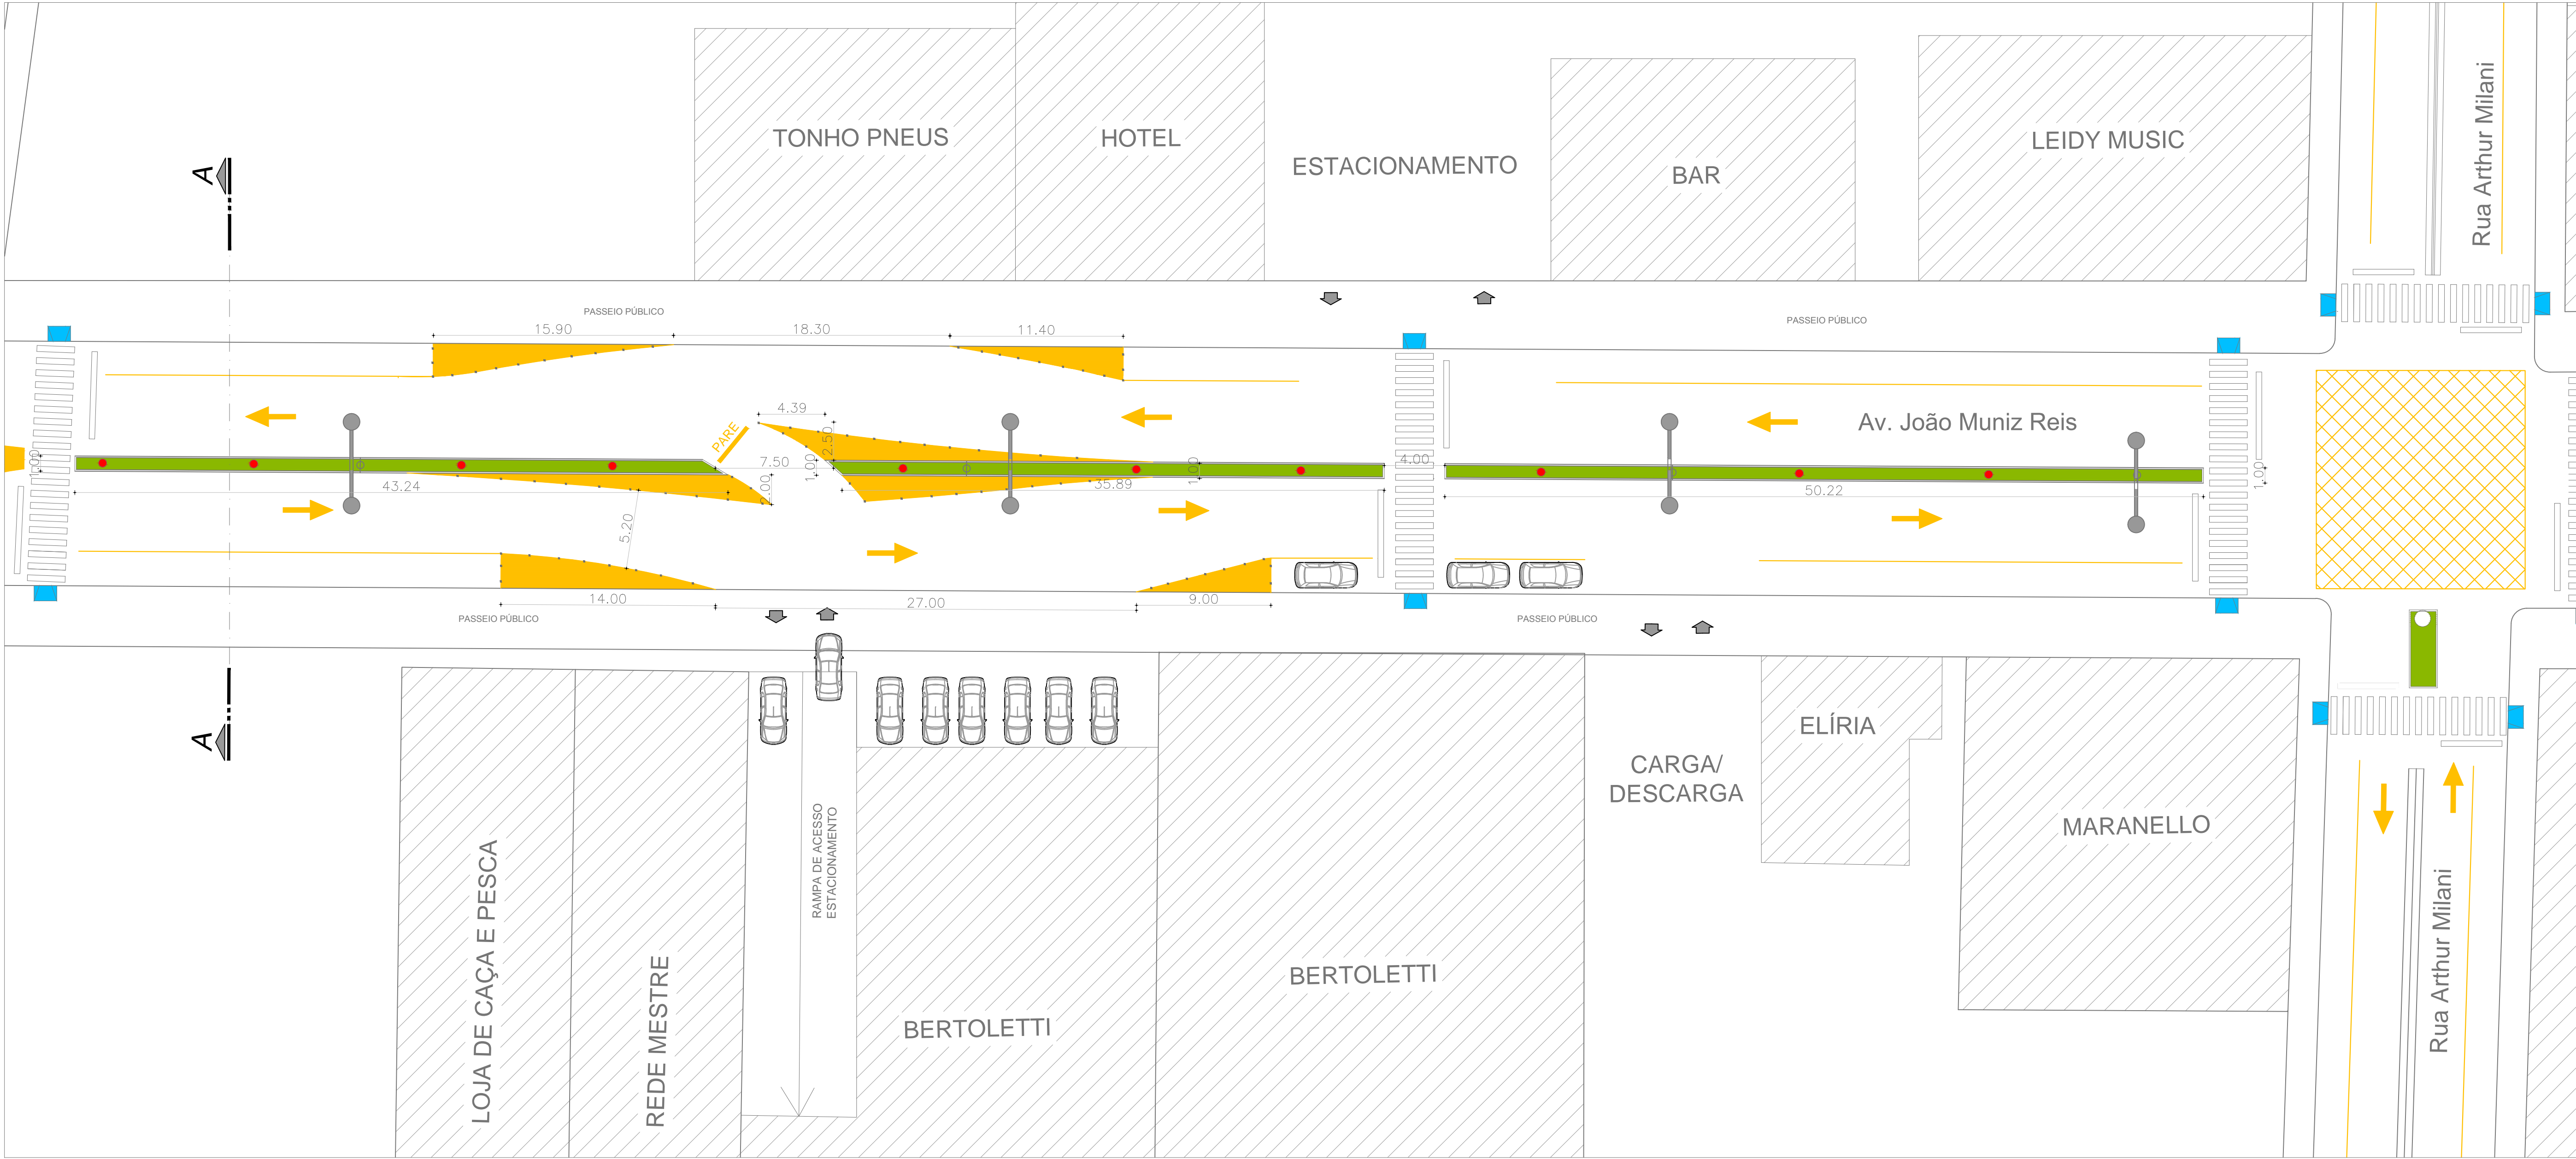 TONHO PNEUS
HOTEL
ESTACIONAMENTO
BAR
LEIDY MUSIC
Rua Arthur Milani
A
PASSEIO PÚBLICO
PASSEIO PÚBLICO
15.90
18.30
11.40
4.39
PARE
2.50
Av. João Muniz Reis
1.00
7.50
1.00
1.00
4.00
1.00
43.24
2.00
35.89
50.22
5.20
14.00
27.00
9.00
PASSEIO PÚBLICO
PASSEIO PÚBLICO
A
LOJA DE CAÇA E PESCA
REDE MESTRE
RAMPA DE ACESSO
ESTACIONAMENTO
BERTOLETTI
BERTOLETTI
CARGA/
DESCARGA
ELÍRIA
MARANELLO
Rua Arthur Milani